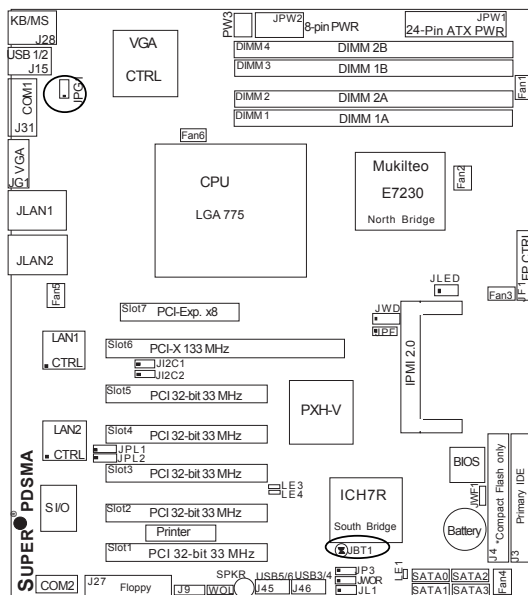 KB/MS
J28
USB 1/2
J15
COM1
J31
JPG1
VGA
JG1
JLAN1
JLAN2
Fan5
VGA
CTRL
PW3
JPW2
8-pin PWR
JPW1
24-Pin ATX PWR
DIMM 4
DIMM 2B
DIMM 3
DIMM 1B
DIMM 2
DIMM 2A
DIMM 1
DIMM 1A
Fan1
Fan6
CPU
LGA 775
Mukilteo
E7230
North Bridge
Fan2
FP CTRL
JF1
Fan3
JLED
JWD
JPF
IPMI 2.0
Slot7
PCI-Exp. x8
LAN1
CTRL
Slot6
PCI-X 133 MHz
JI2C1
JI2C2
Slot5
PCI 32-bit 33 MHz
PXH-V
LAN2
CTRL
Slot4
PCI 32-bit 33 MHz
JPL1
JPL2
Slot3
PCI 32-bit 33 MHz
LE3
LE4
BIOS
JWF1
J4
*Compact Flash only
J3
Primary IDE
S I/O
Slot2
PCI 32-bit 33 MHz
Printer
ICH7R
South Bridge
Battery
Slot1
PCI 32-bit 33 MHz
JBT1
SUPER® PDSMA
COM2
J27
Floppy
J9
WOL
SPKR
USB5/6
J45
USB3/4
J46
JP3
JWOR
JL1
LE1
SATA0
SATA2
SATA1
SATA3
Fan4